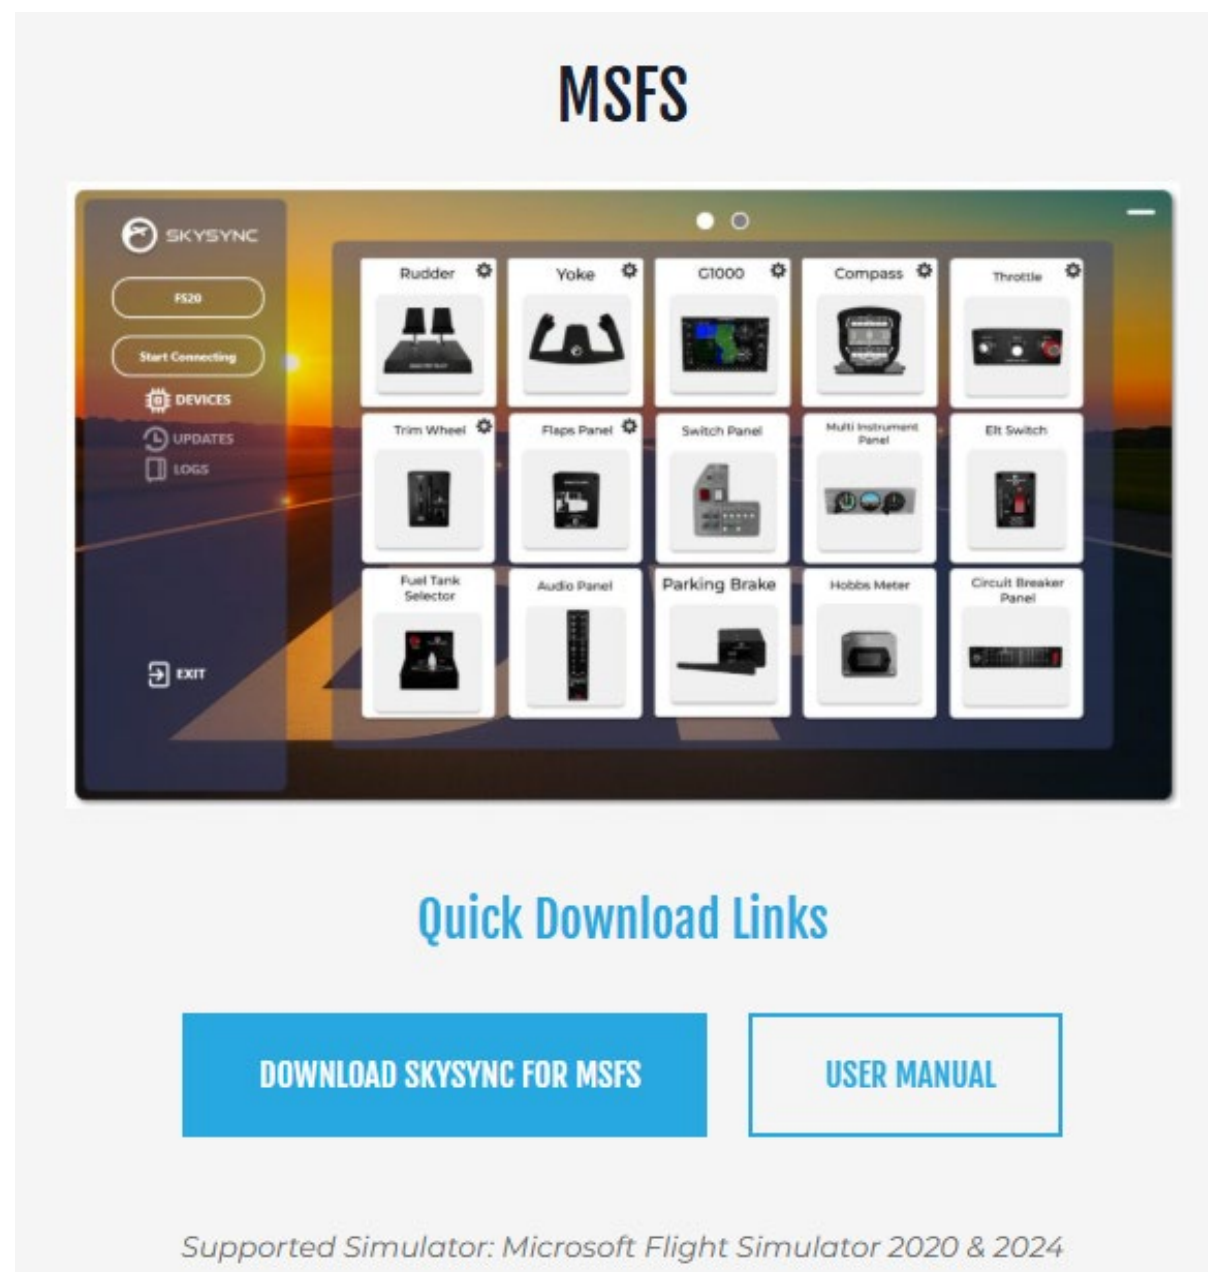 MSFS
SKYSYNC
FS20
Start Connecting
DEVICES
UPDATES
LOGS
EXIT
Rudder
Yoke
G1000
Compass
Throttle
Trim Wheel
Flaps Panel
Switch Panel
Multi Instrument
Panel
Elt Switch
Fuel Tank
Selector
Audio Panel
Parking Brake
Hobbs Meter
Circuit Breaker
Panel
Quick Download Links
DOWNLOAD SKYSYNC FOR MSFS
USER MANUAL
Supported Simulator: Microsoft Flight Simulator 2020 & 2024